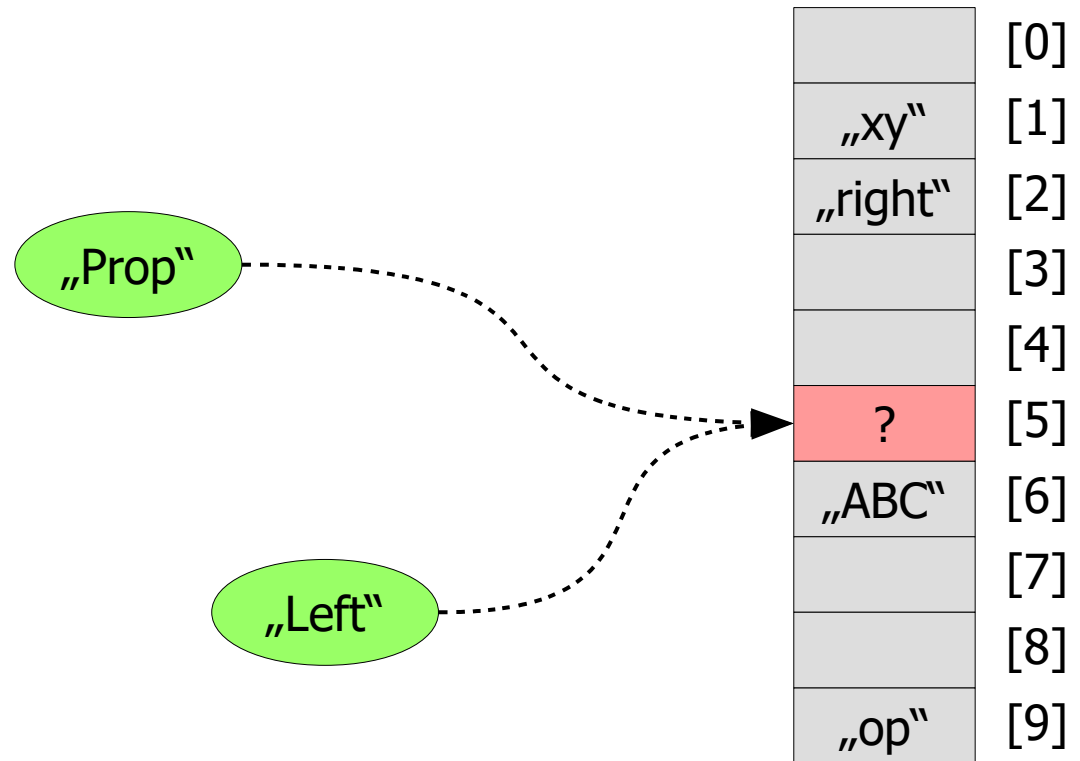 [0]
„xy“ [1]
„right“ [2]
„Prop“
[3]
[4]
? [5]
„ABC“ [6]
[7]
„Left“
[8]
„op“ [9]